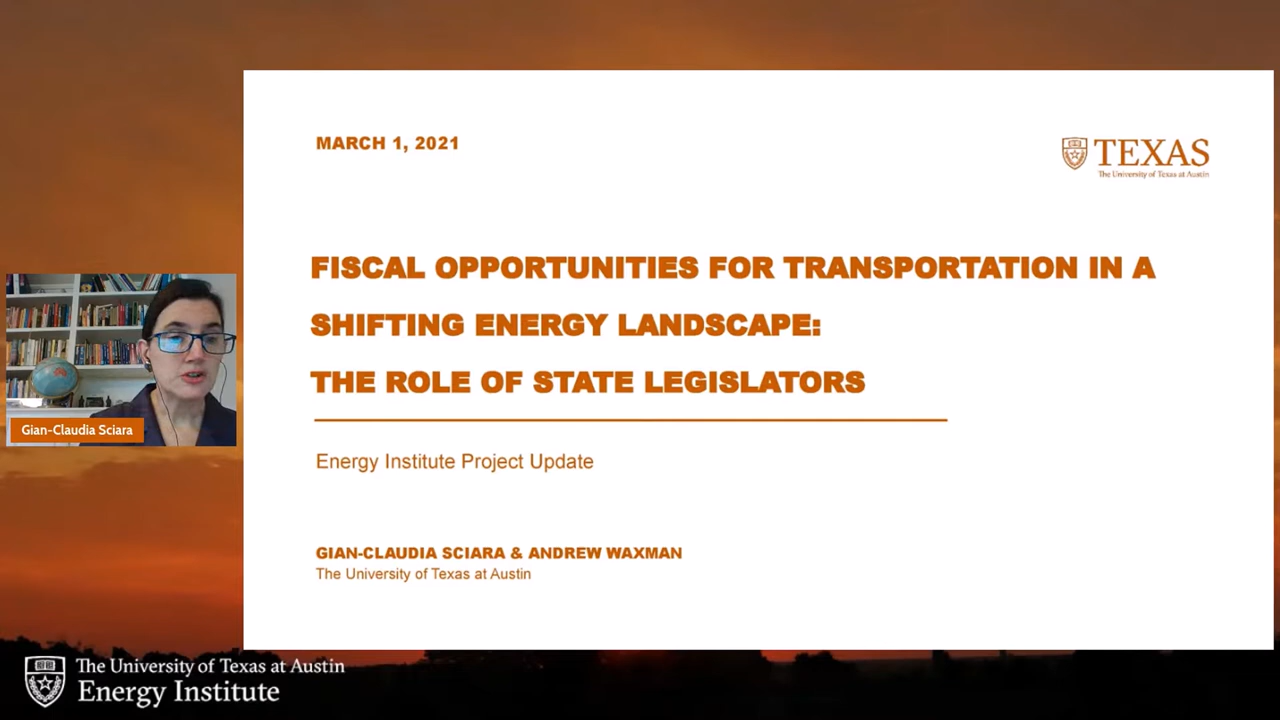 MARCH 1, 2021
TEXAS
The University of Texas at Austin
FISCAL OPPORTUNITIES FOR TRANSPORTATION IN A
SHIFTING ENERGY LANDSCAPE:
THE ROLE OF STATE LEGISLATORS
Energy Institute Project Update
GIAN-CLAUDIA SCIARA & ANDREW WAXMAN
The University of Texas at Austin
Gian-Claudia Sciara
The University of Texas at Austin
Energy Institute